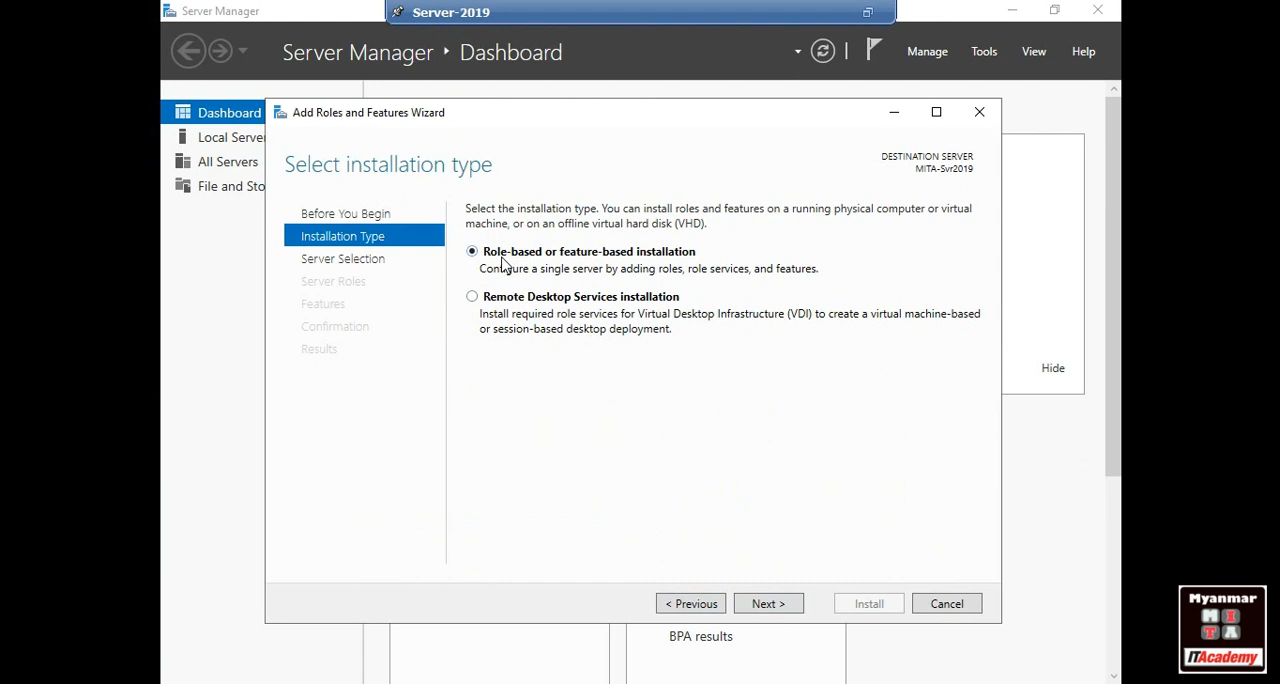 Server Manager
Server-2019
Server Manager ‣ Dashboard
Manage
Tools
View
Help
Dashboard
Local Server
All Servers
File and Sto
Add Roles and Features Wizard
Select installation type
DESTINATION SERVER
MITA-Svr2019
Before You Begin
Installation Type
Server Selection
Server Roles
Features
Confirmation
Results
Select the installation type. You can install roles and features on a running physical computer or virtual
machine, or on an offline virtual hard disk (VHD).
Role-based or feature-based installation
Configure a single server by adding roles, role services, and features.
Remote Desktop Services installation
Install required role services for Virtual Desktop Infrastructure (VDI) to create a virtual machine-based
or session-based desktop deployment.
Hide
< Previous
Next >
Install
Cancel
BPA results
Myanmar
M I
T A
ITAcademy